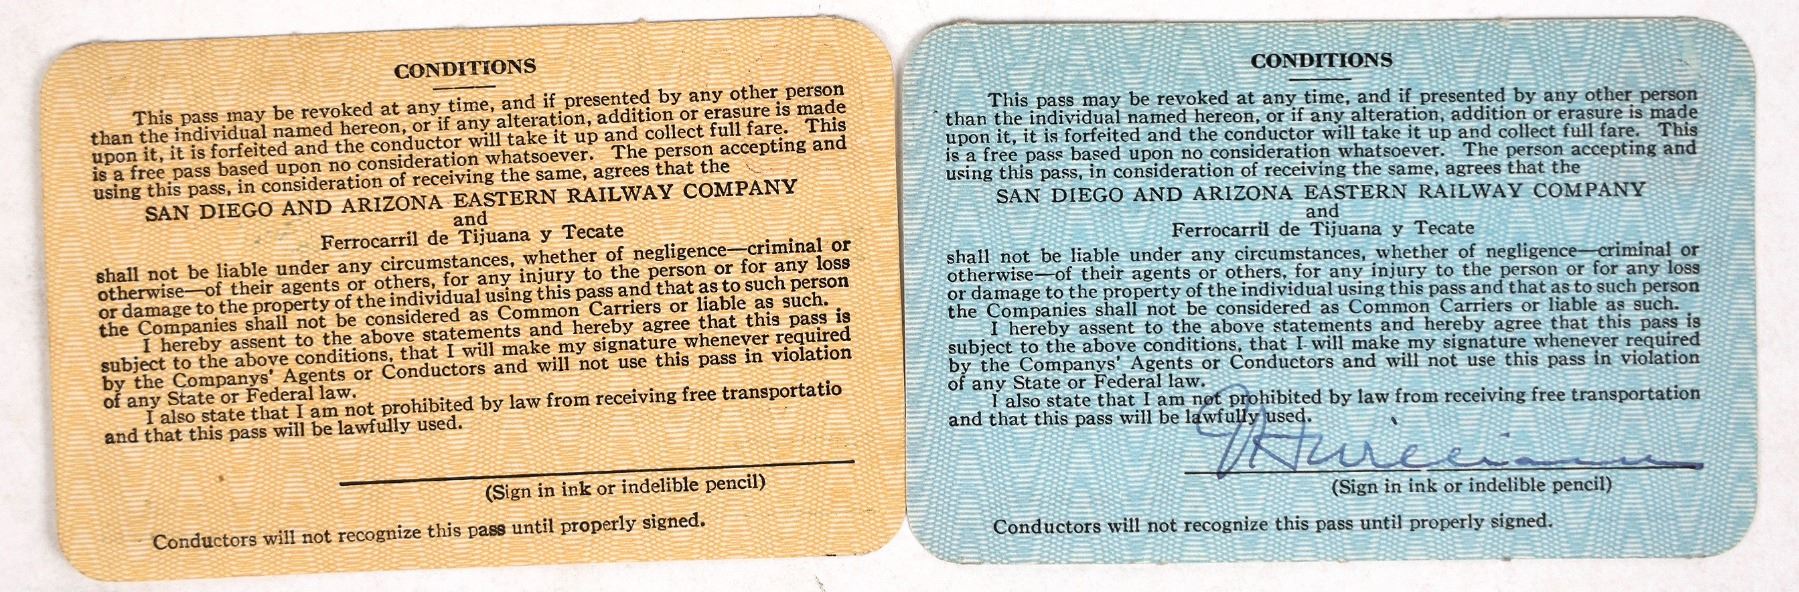 CONDITIONS
This pass may be revoked at any time, and if presented by any other person
than the individual named hereon, or if any alteration, addition or erasure is made
upon it, it is forfeited and the conductor will take it up and collect full fare. This
is a free pass based upon no consideration whatsoever. The person accepting and
using this pass, in consideration of receiving the same, agrees that the
SAN DIEGO AND ARIZONA EASTERN RAILWAY COMPANY
and
Ferrocarril de Tijuana y Tecate
shall not be liable under any circumstances, whether of negligence—criminal or
otherwise—of their agents or others, for any injury to the person or for any loss
or damage to the property of the individual using this pass and that as to such person
the Companies shall not be considered as Common Carriers or liable as such.
I hereby assent to the above statements and hereby agree that this pass is
subject to the above conditions, that I will make my signature whenever required
by the Companys' Agents or Conductors and will not use this pass in violation
of any State or Federal law.
I also state that I am not prohibited by law from receiving free transportatio
and that this pass will be lawfully used.
(Sign in ink or indelible pencil)
Conductors will not recognize this pass until properly signed.
CONDITIONS
This pass may be revoked at any time, and if presented by any other person
than the individual named hereon, or if any alteration, addition or erasure is made
upon it, it is forfeited and the conductor will take it up and collect full fare. This
is a free pass based upon no consideration whatsoever. The person accepting and
using this pass, in consideration of receiving the same, agrees that the
SAN DIEGO AND ARIZONA EASTERN RAILWAY COMPANY
and
Ferrocarril de Tijuana y Tecate
shall not be liable under any circumstances, whether of negligence—criminal or
otherwise—of their agents or others, for any injury to the person or for any loss
or damage to the property of the individual using this pass and that as to such person
the Companies shall not be considered as Common Carriers or liable as such.
I hereby assent to the above statements and hereby agree that this pass is
subject to the above conditions, that I will make my signature whenever required
by the Companys' Agents or Conductors and will not use this pass in violation
of any State or Federal law.
I also state that I am not prohibited by law from receiving free transportation
and that this pass will be lawfully used.
(Sign in ink or indelible pencil)
Conductors will not recognize this pass until properly signed.